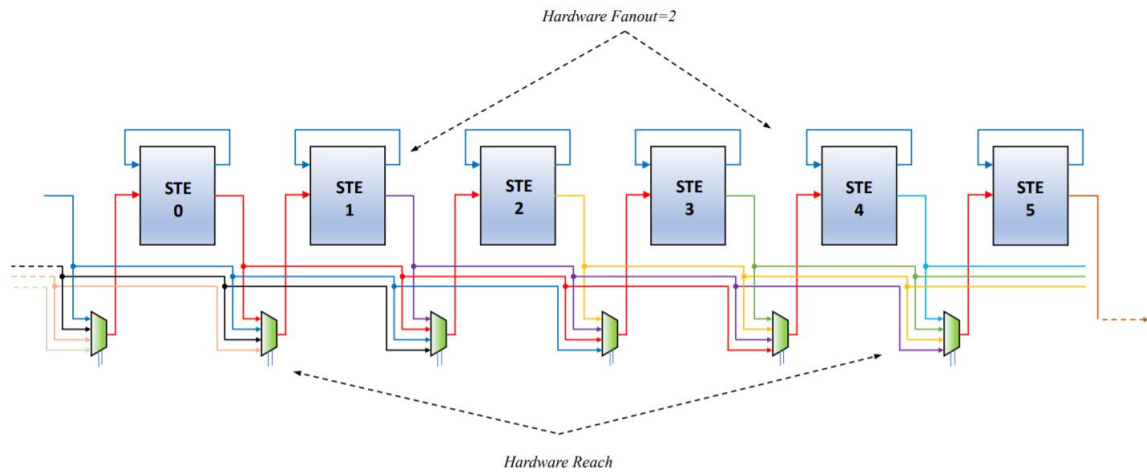 Hardware Fanout=2
STE
0
STE
1
STE
2
STE
3
STE
4
STE
5
Hardware Reach